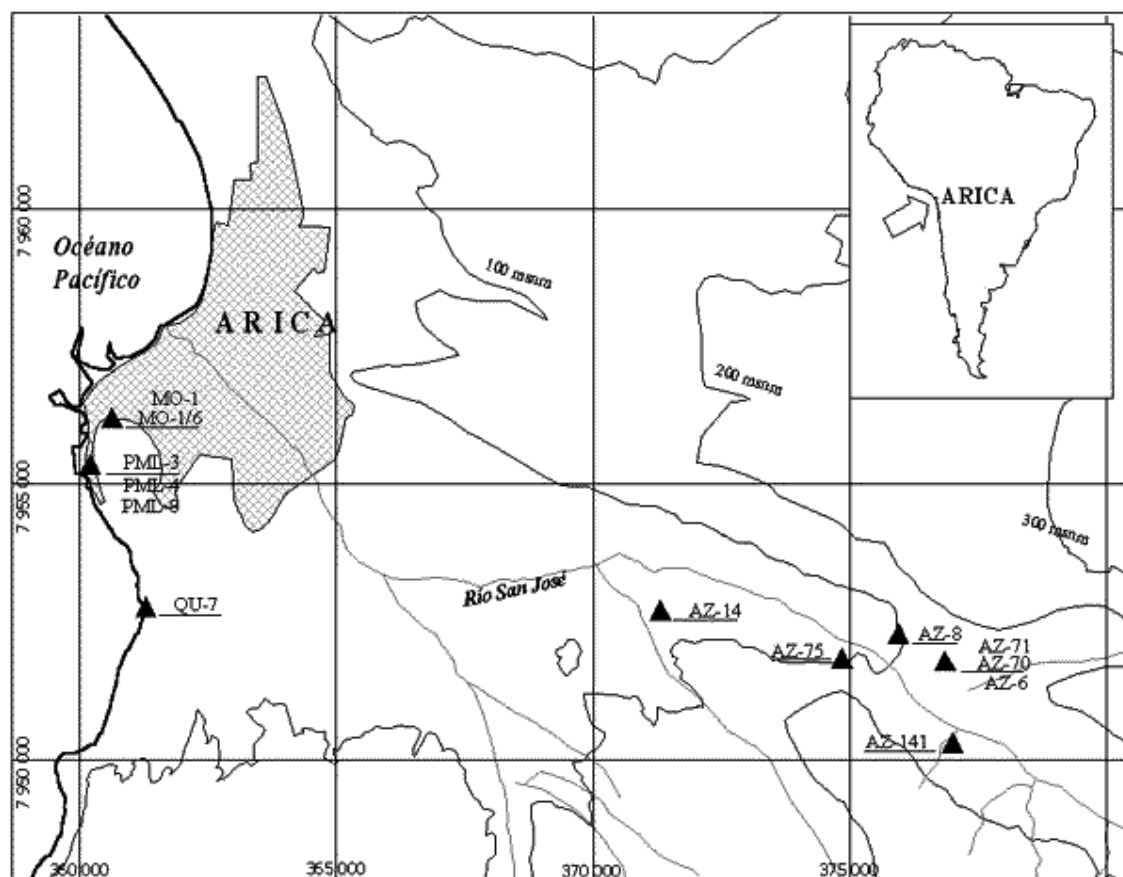 ARICA
7 960 000
Océano
Pacífico
100 msnm
ARICA
200 msnm
MO-1
MO-1/6
PML-3
PML-4
PML-8
7 955 000
300 msnm
Río San José
QU-7
AZ-14
AZ-8
AZ-71
AZ-75
AZ-70
AZ-6
AZ-141
7 950 000
360 000
365 000
370 000
375 000